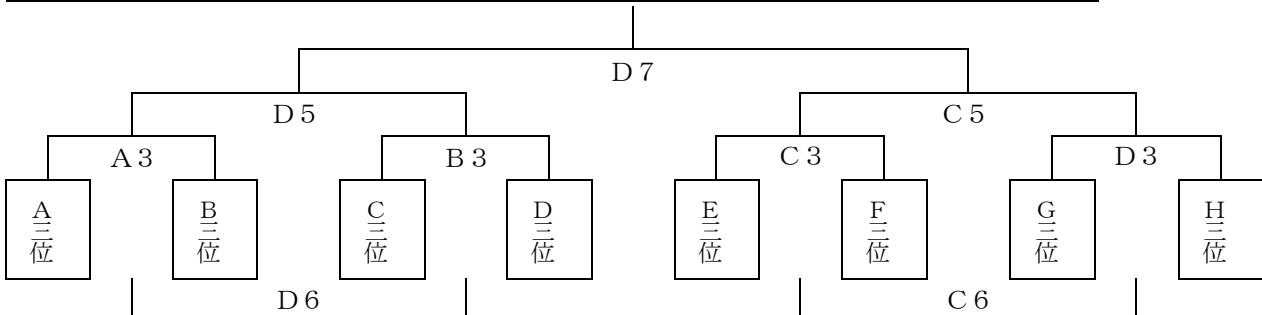 D7
D5 C5
A3 B3 C3 D3
A三位 B三位 C三位 D三位 E三位 F三位 G三位 H三位
D6 C6